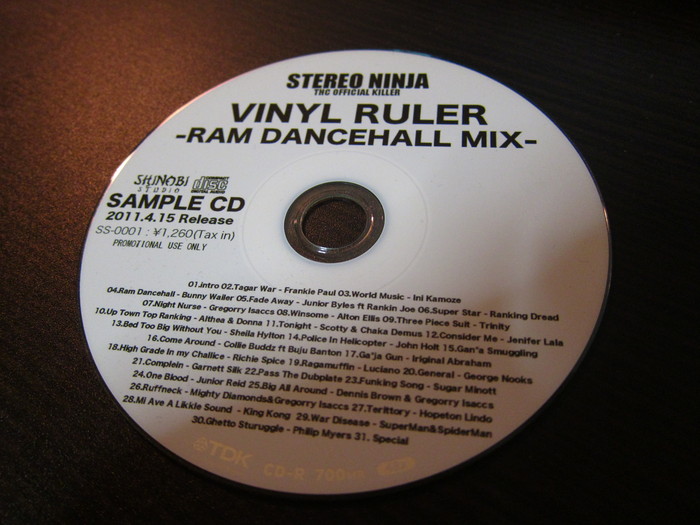 STEREO NINJA
THC OFFICIAL KILLER
VINYL RULER
-RAM DANCEHALL MIX-
SHINOBI
STUDIO
COMPACT
disc
DIGITAL AUDIO
SAMPLE CD
2011.4.15 Release
SS-0001 : ¥1,260(Tax in)
PROMOTIONAL USE ONLY
01.intro 02.Tagar War - Frankie Paul 03.World Music - Ini Kamoze
04.Ram Dancehall - Bunny Wailer 05.Fade Away - Junior Byles ft Rankin Joe 06.Super Star - Ranking Dread
07.Night Nurse - Gregorry Isaccs 08.Winsome - Alton Ellis 09.Three Piece Suit - Trinity
10.Up Town Top Ranking - Althea & Donna 11.Tonight - Scotty & Chaka Demus 12.Consider Me - Jenifer Lala
13.Bed Too Big Without You - Sheila Hylton 14.Police In Helicopter - John Holt 15.Gan'a Smuggling
16.Come Around - Collie Buddz ft Buju Banton 17.Ga'ja Gun - Iriginal Abraham
18.High Grade In my Challice - Richie Spice 19.Ragamuffin - Luciano 20.General - George Nooks
21.Complein - Garnett Silk 22.Pass The Dubplate 23.Funking Song - Sugar Minott
24.One Blood - Junior Reid 25.Big All Around - Dennis Brown & Gregorry Isaccs
26.Ruffneck - Mighty Diamonds&Gregorry Isaccs 27.Terittory - Hopeton Lindo
28.Mi Ave A Likkle Sound - King Kong 29.War Disease - SuperMan&SpiderMan
30.Ghetto Sturuggle - Philip Myers 31. Special
TDK CD-R 700MB